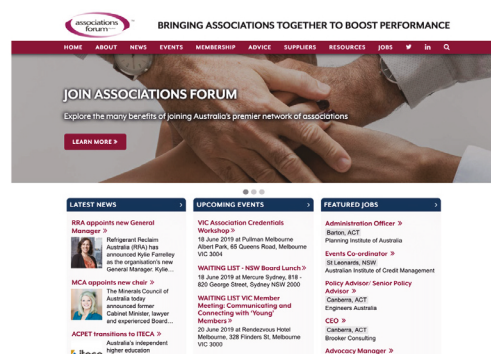 associations
forum
BRINGING ASSOCIATIONS TOGETHER TO BOOST PERFORMANCE
HOME ABOUT NEWS EVENTS MEMBERSHIP ADVICE SUPPLIERS RESOURCES JOBS
JOIN ASSOCIATIONS FORUM
Explore the many benefits of joining Australia's premier network of associations
LEARN MORE »
LATEST NEWS
RRA appoints new General
Manager »
Refrigerant Reclaim
Australia (RRA) has
announced Kylie Farrelley
as the organisation's new
General Manager. Kylie...
MCA appoints new chair »
The Minerals Council of
Australia today
announced former
Cabinet Minister, lawyer
and experienced Board...
ACPET transitions to ITECA »
Australia's independent
higher education
iteca
UPCOMING EVENTS
VIC Association Credentials
Workshop »
18 June 2019 at Pullman Melbourne
Albert Park, 65 Queens Road, Melbourne
VIC 3004
WAITING LIST - NSW Board Lunch »
18 June 2019 at Mercure Sydney, 818 -
820 George Street, Sydney NSW 2000
WAITING LIST VIC Member
Meeting: Communicating and
Connecting with 'Young'
Members »
20 June 2019 at Rendezvous Hotel
Melbourne, 328 Flinders St, Melbourne
VIC 3000
FEATURED JOBS
Administration Officer »
Barton, ACT
Planning Institute of Australia
Events Co-ordinator »
St Leonards, NSW
Australian Institute of Credit Management
Policy Advisor/ Senior Policy
Advisor »
Canberra, ACT
Engineers Australia
CEO »
Canberra, ACT
Brooker Consulting
Advocacy Manager »